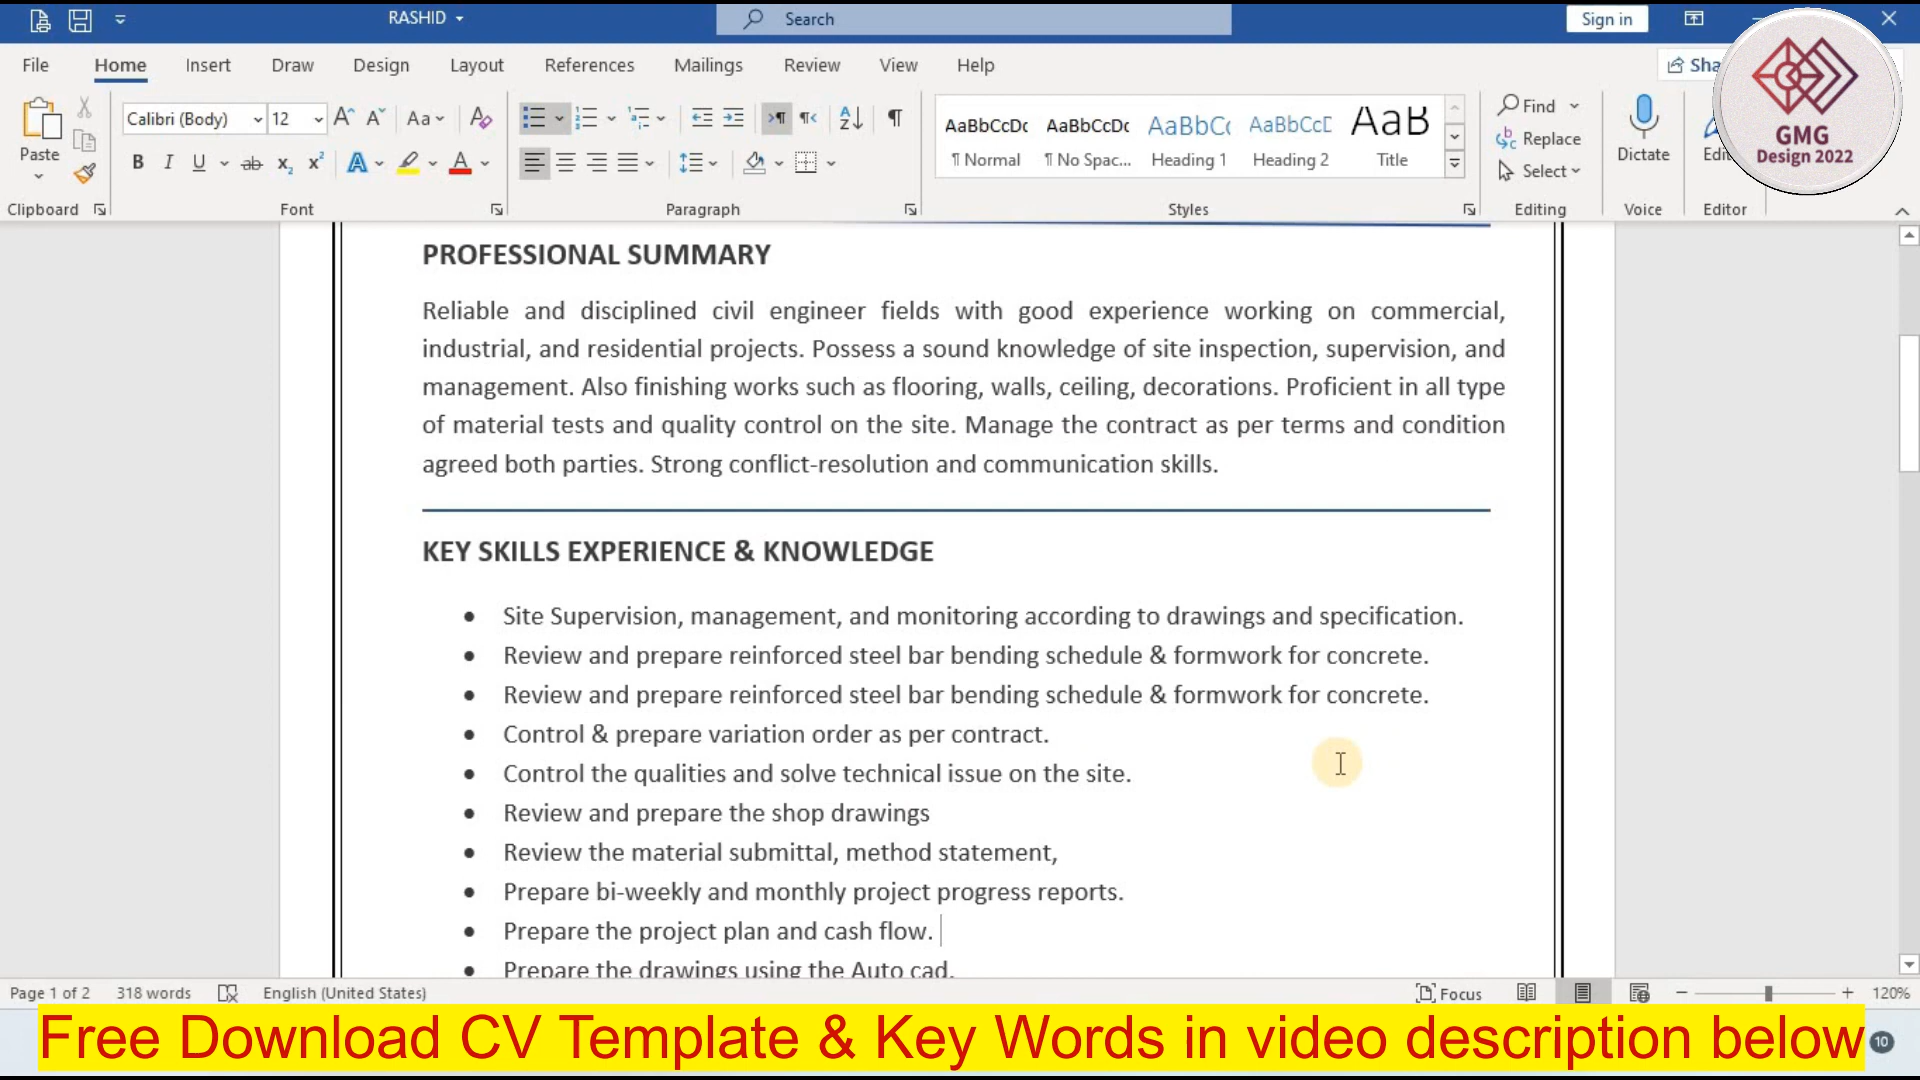 RASHID
Search
Sign in
File Home Insert Draw Design Layout References Mailings Review View Help
Paste
Calibri (Body) 12
AaBbCcDc AaBbCcDc AaBbCc AaBbCcD AaB
¶ Normal ¶ No Spac... Heading 1 Heading 2 Title
Find
Replace
Select
Dictate
Clipboard Font Paragraph Styles Editing Voice Editor
GMG
Design 2022
PROFESSIONAL SUMMARY
Reliable and disciplined civil engineer fields with good experience working on commercial,
industrial, and residential projects. Possess a sound knowledge of site inspection, supervision, and
management. Also finishing works such as flooring, walls, ceiling, decorations. Proficient in all type
of material tests and quality control on the site. Manage the contract as per terms and condition
agreed both parties. Strong conflict-resolution and communication skills.
KEY SKILLS EXPERIENCE & KNOWLEDGE
• Site Supervision, management, and monitoring according to drawings and specification.
• Review and prepare reinforced steel bar bending schedule & formwork for concrete.
• Review and prepare reinforced steel bar bending schedule & formwork for concrete.
• Control & prepare variation order as per contract.
• Control the qualities and solve technical issue on the site.
• Review and prepare the shop drawings
• Review the material submittal, method statement,
• Prepare bi-weekly and monthly project progress reports.
• Prepare the project plan and cash flow.
• Prepare the drawings using the Auto cad.
Page 1 of 2 318 words English (United States) Focus 120%
Free Download CV Template & Key Words in video description below
10